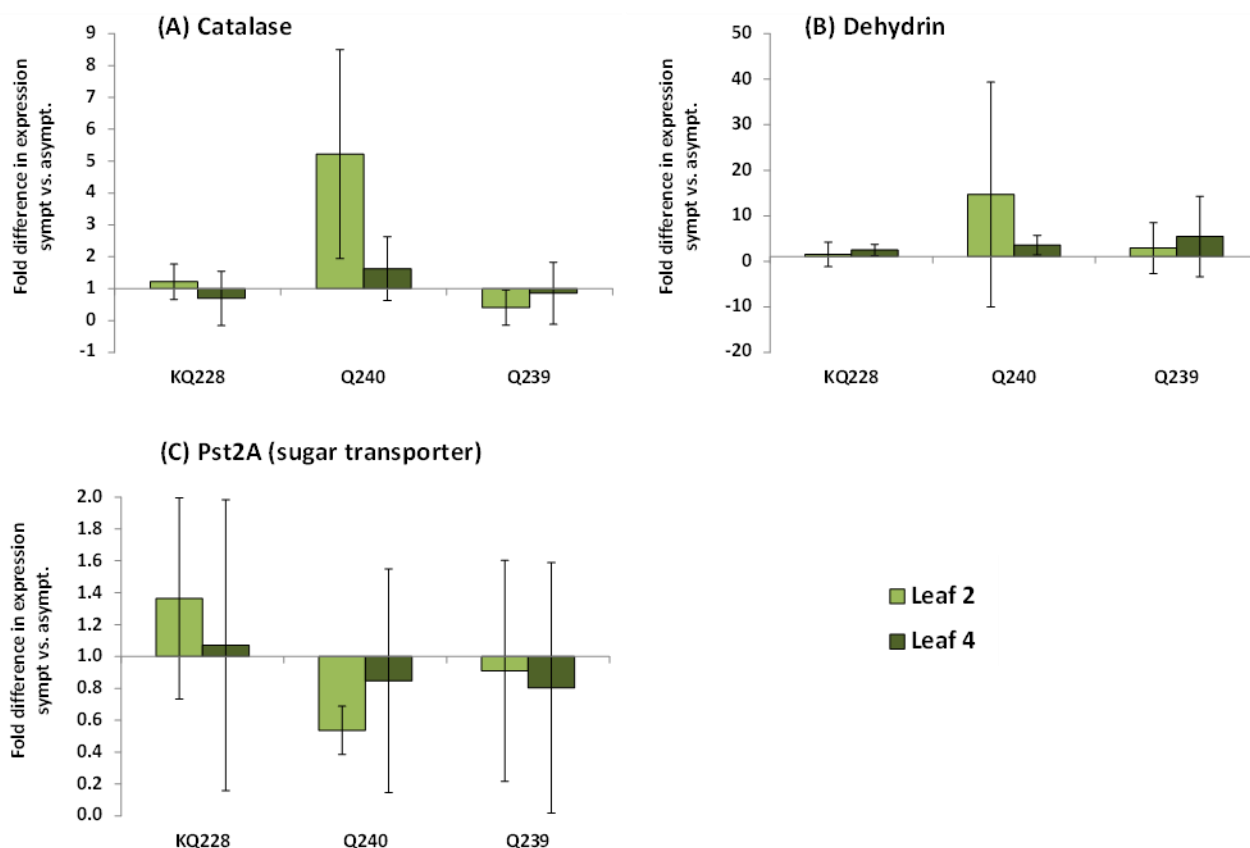 (A) Catalase
Fold difference in expression
sympt vs. asympt.
9
8
7
6
5
4
3
2
1
0
-1
KQ228
Q240
Q239
(B) Dehydrin
Fold difference in expression
sympt vs. asympt.
50
40
30
20
10
0
-10
-20
KQ228
Q240
Q239
(C) Pst2A (sugar transporter)
Fold difference in expression
sympt vs. asympt.
2.0
1.8
1.6
1.4
1.2
1.0
0.8
0.6
0.4
0.2
0.0
KQ228
Q240
Q239
Leaf 2
Leaf 4